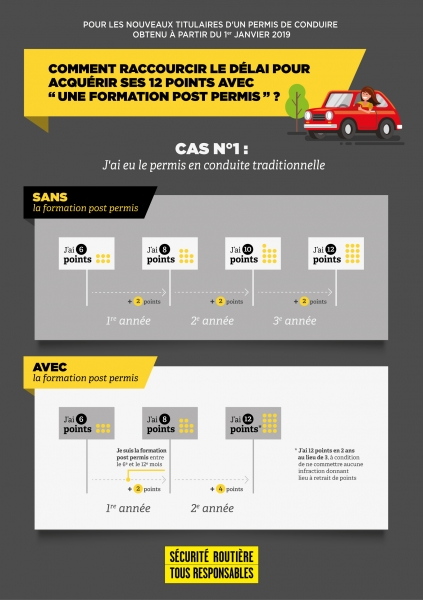 POUR LES NOUVEAUX TITULAIRES D'UN PERMIS DE CONDUIRE
OBTENU À PARTIR DU 1er JANVIER 2019
COMMENT RACCOURCIR LE DÉLAI POUR
ACQUÉRIR SES 12 POINTS AVEC
“ UNE FORMATION POST PERMIS ” ?
CAS N°1 :
J'ai eu le permis en conduite traditionnelle
SANS
la formation post permis
J'ai 6
points
J'ai 8
points
J'ai 10
points
J'ai 12
points
+ 2 points
+ 2 points
+ 2 points
1re année
2e année
3e année
AVEC
la formation post permis
J'ai 6
points
J'ai 8
points
J'ai 12
points*
Je suis la formation
post permis entre
le 6e et le 12e mois
* J'ai 12 points en 2 ans
au lieu de 3, à condition
de ne commettre aucune
infraction donnant
lieu à retrait de points
+ 2 points
+ 4 points
1re année
2e année
SÉCURITÉ ROUTIÈRE
TOUS RESPONSABLES